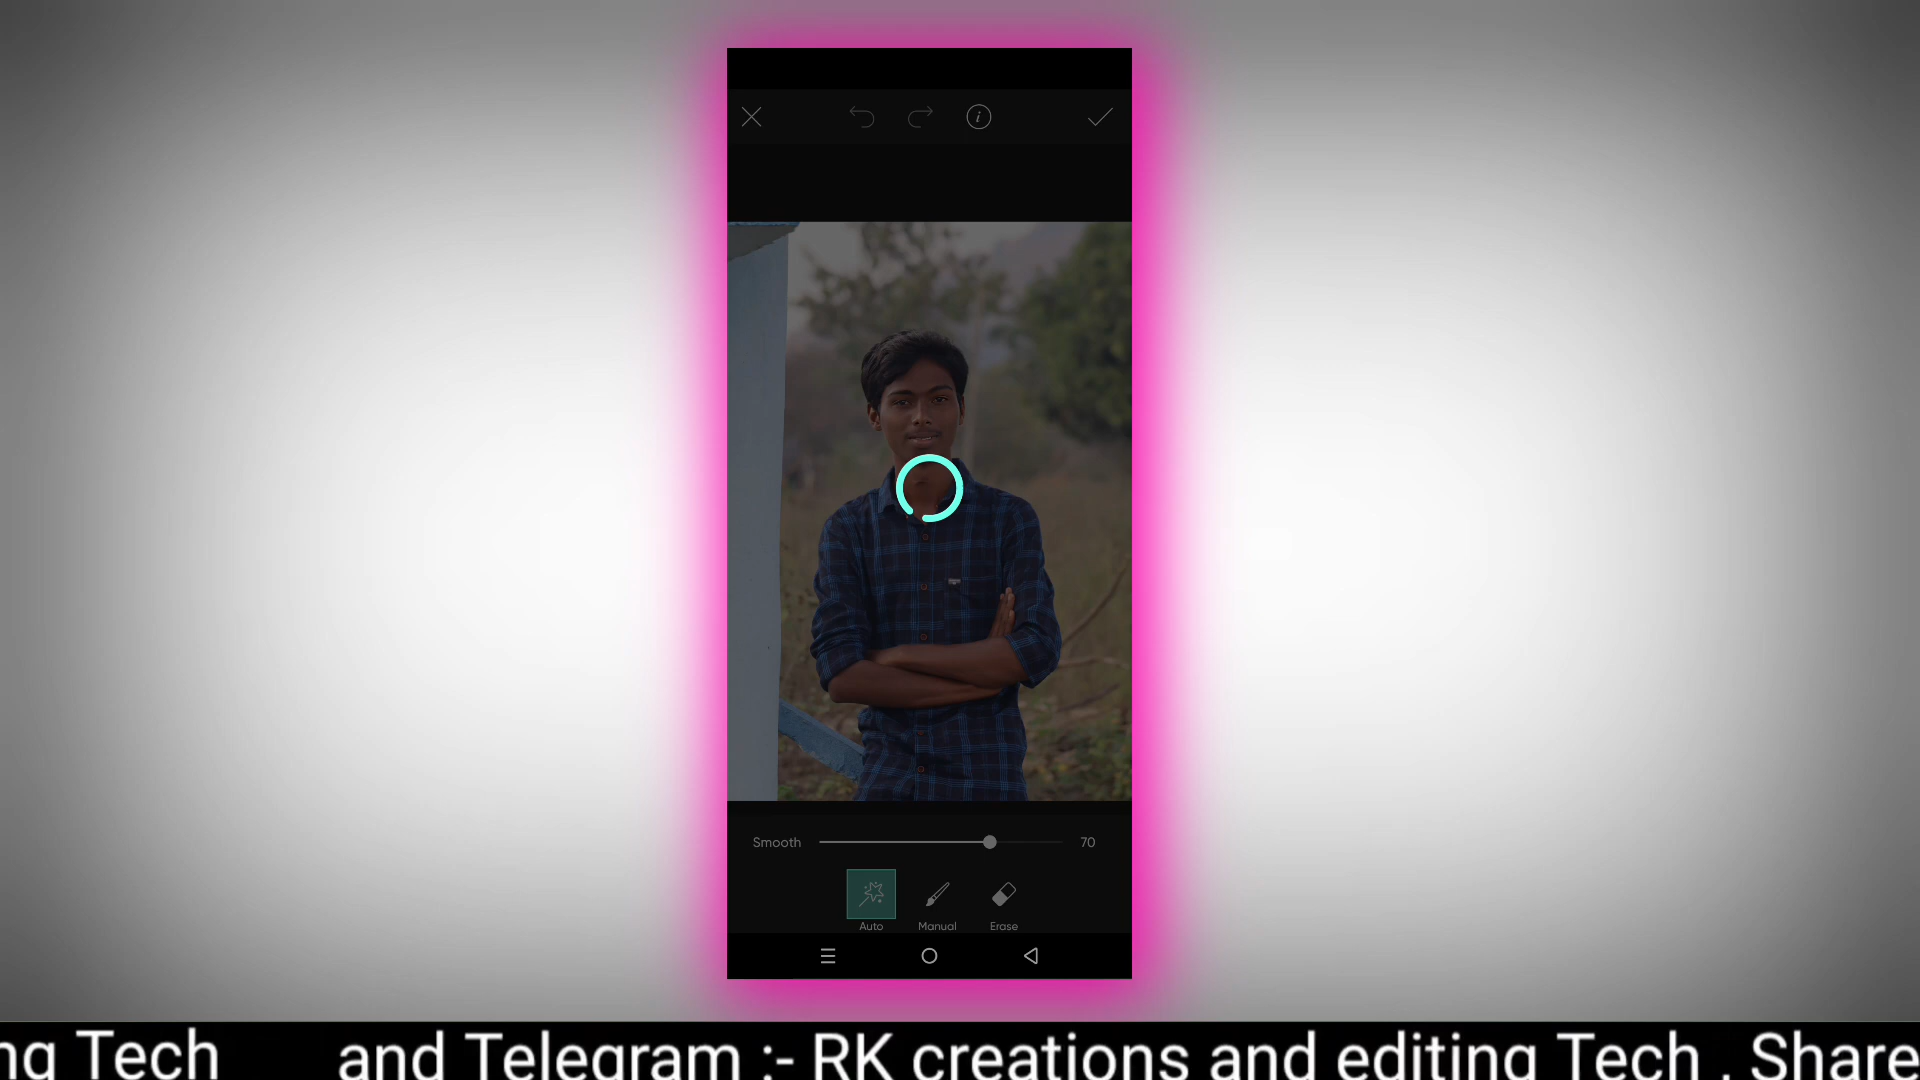 Smooth 70
Auto Manual Erase
ng Tech and Telegram :- RK creations and editing Tech , Share